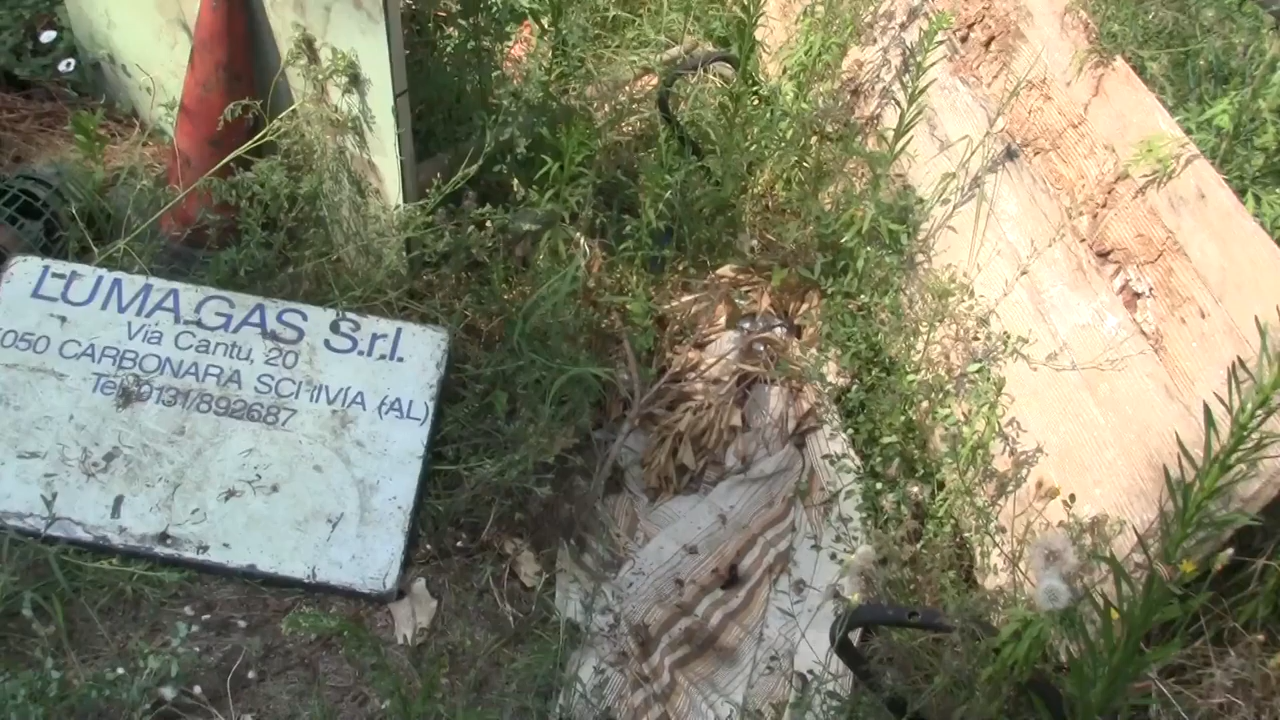 LUMAGAS S.r.l.
Via Cantu, 20
050 CARBONARA SCRIVIA (AL)
Tel. 0131/892687